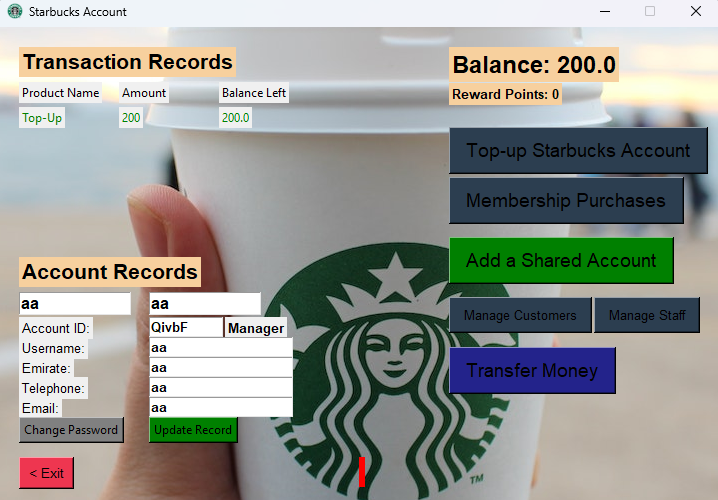 Starbucks Account
Transaction Records
Product Name Amount Balance Left
Top-Up 200 200.0
Balance: 200.0
Reward Points: 0
Top-up Starbucks Account
Membership Purchases
Add a Shared Account
Manage Customers Manage Staff
Transfer Money
Account Records
aa aa
Account ID: QivbF Manager
Username: aa
Emirate: aa
Telephone: aa
Email: aa
Change Password Update Record
< Exit
TM